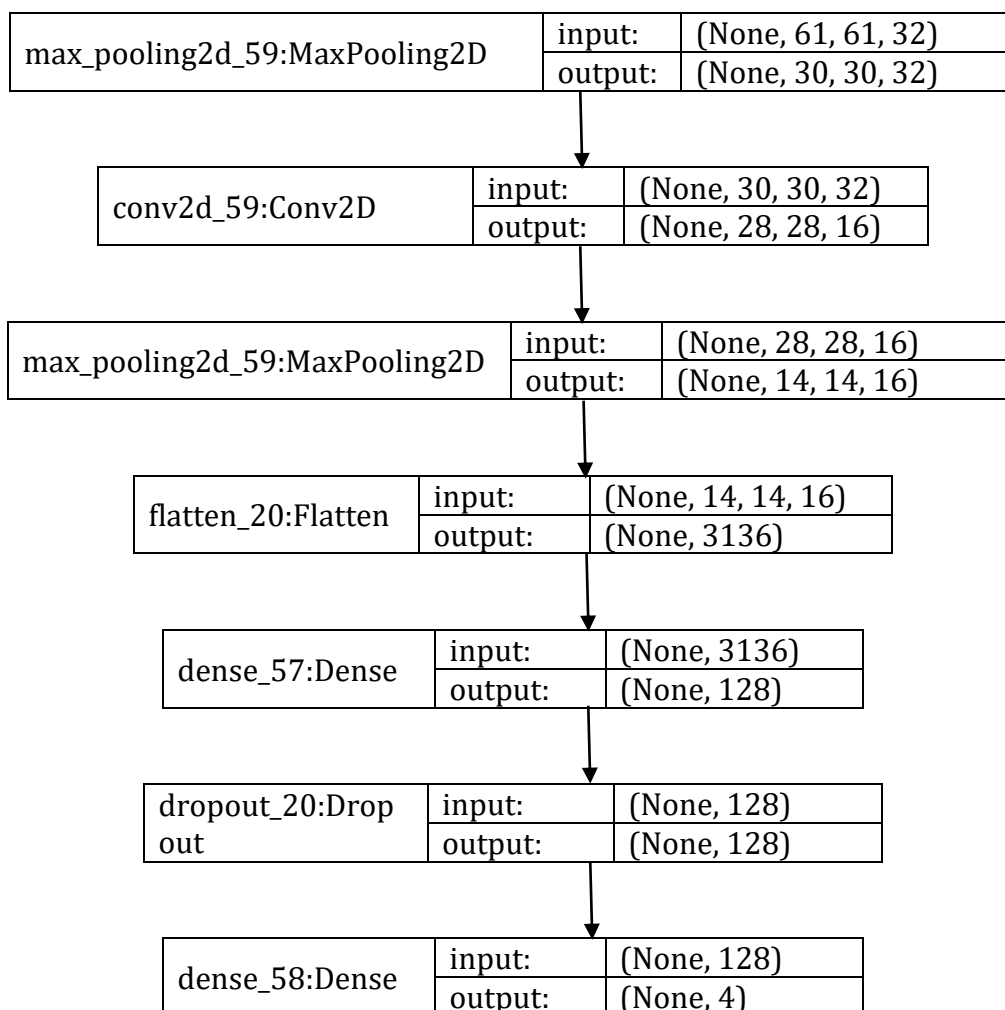 max_pooling2d_59:MaxPooling2D
input: (None, 61, 61, 32)
output: (None, 30, 30, 32)
conv2d_59:Conv2D
input: (None, 30, 30, 32)
output: (None, 28, 28, 16)
max_pooling2d_59:MaxPooling2D
input: (None, 28, 28, 16)
output: (None, 14, 14, 16)
flatten_20:Flatten
input: (None, 14, 14, 16)
output: (None, 3136)
dense_57:Dense
input: (None, 3136)
output: (None, 128)
dropout_20:Drop
out
input: (None, 128)
output: (None, 128)
dense_58:Dense
input: (None, 128)
output: (None, 4)